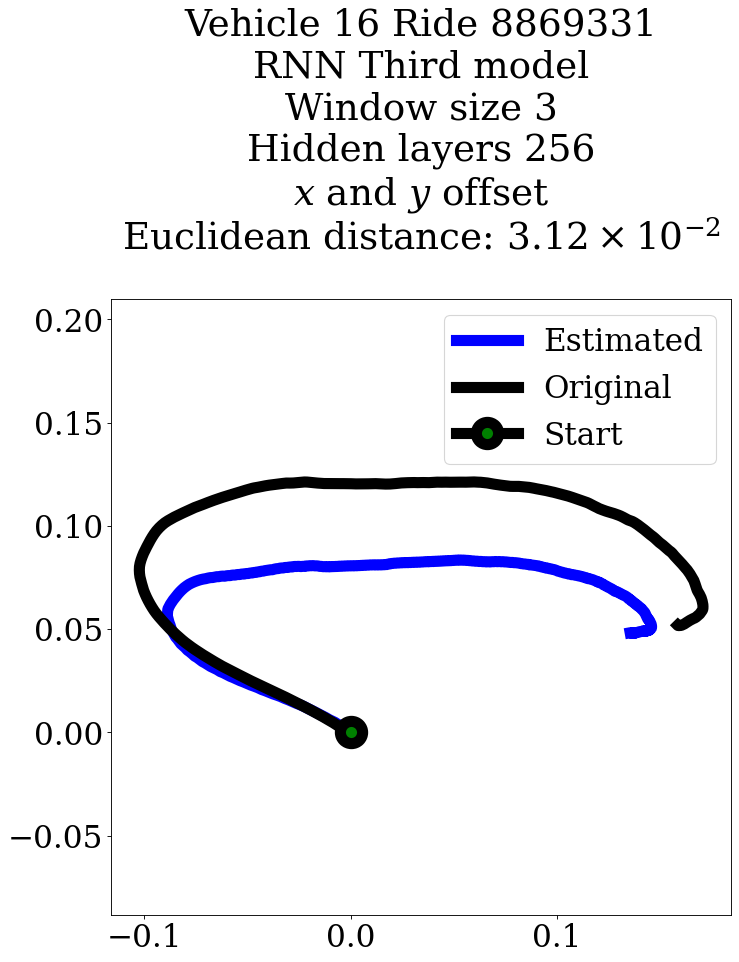 Vehicle 16 Ride 8869331
RNN Third model
Window size 3
Hidden layers 256
x and y offset
Euclidean distance: 3.12 × 10⁻²
0.20
0.15
0.10
0.05
0.00
−0.05
−0.1
0.0
0.1
Estimated
Original
Start